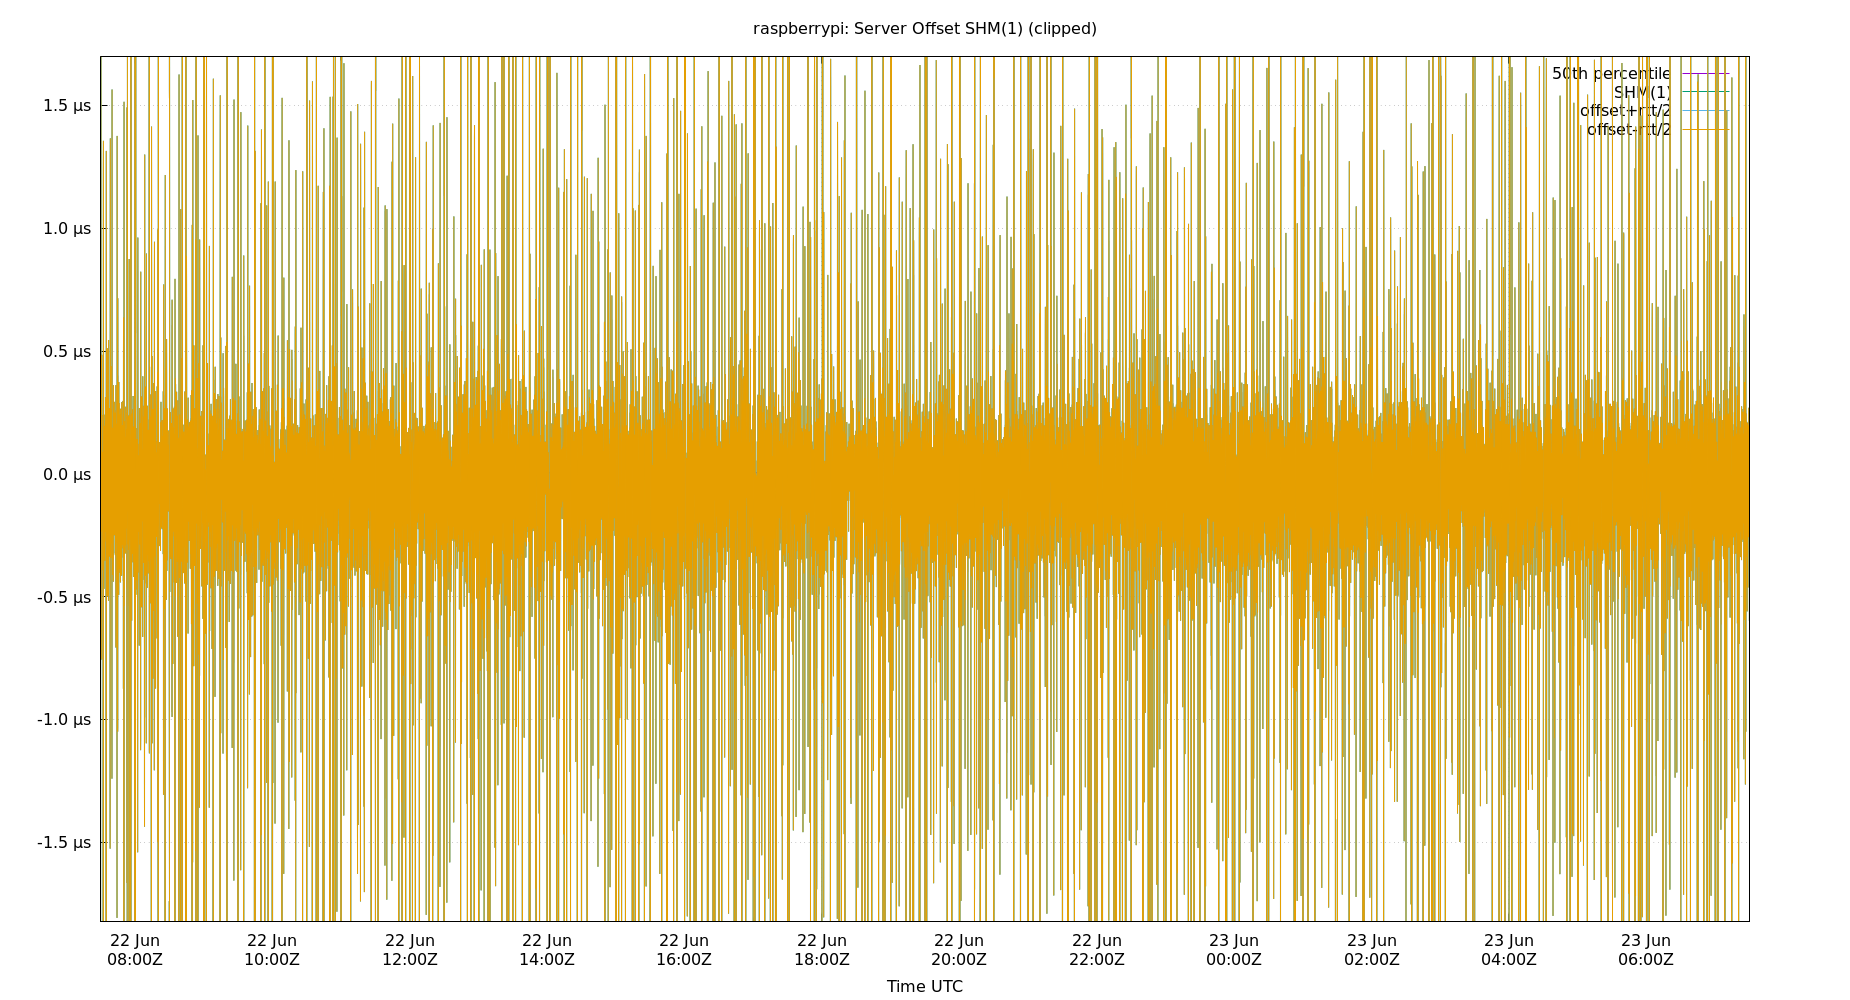 raspberrypi: Server Offset SHM(1) (clipped)
50th percentile
SHM(1)
offset+rtt/2
offset-rtt/2
1.5 μs
1.0 μs
0.5 μs
0.0 μs
-0.5 μs
-1.0 μs
-1.5 μs
22 Jun 22 Jun 22 Jun 22 Jun 22 Jun 22 Jun 22 Jun 22 Jun 23 Jun 23 Jun 23 Jun 23 Jun
08:00Z 10:00Z 12:00Z 14:00Z 16:00Z 18:00Z 20:00Z 22:00Z 00:00Z 02:00Z 04:00Z 06:00Z
Time UTC